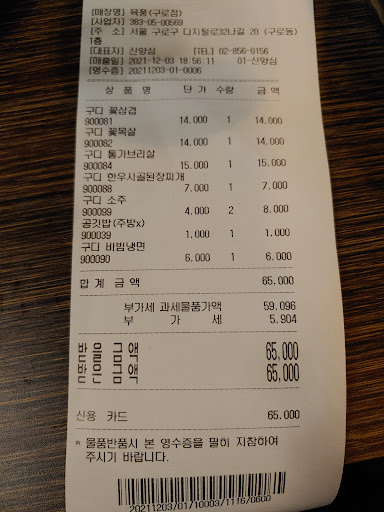 [매장명] 육풍(구로점)
[사업자] 383-05-00569
[주 소] 서울 구로구 디지털로32나길 20 (구로동)
1층
[대표자] 신양심 [TEL] 02-856-0156
[매출일] 2021-12-03 18:56:11 01-신양심
[영수증] 20211203-01-0006
상 품 명 단 가 수량 금 액
구디 꽃삼겹
900081 14,000 1 14,000
구디 꽃목살
900082 14,000 1 14,000
구디 통가브리살
900084 15,000 1 15,000
구디 한우사골된장찌개
900088 7,000 1 7,000
구디 소주
900099 4,000 2 8,000
공깃밥(주방x)
900039 1,000 1 1,000
구디 비빔냉면
900090 6,000 1 6,000
합 계 금 액 65,000
부가세 과세물품가액 59,096
부 가 세 5,904
받 을 금 액 65,000
받 은 금 액 65,000
신용 카드 65,000
* 물품반품시 본 영수증을 필히 지참하여
주시기 바랍니다.
20211203/01/10003/1116/0600